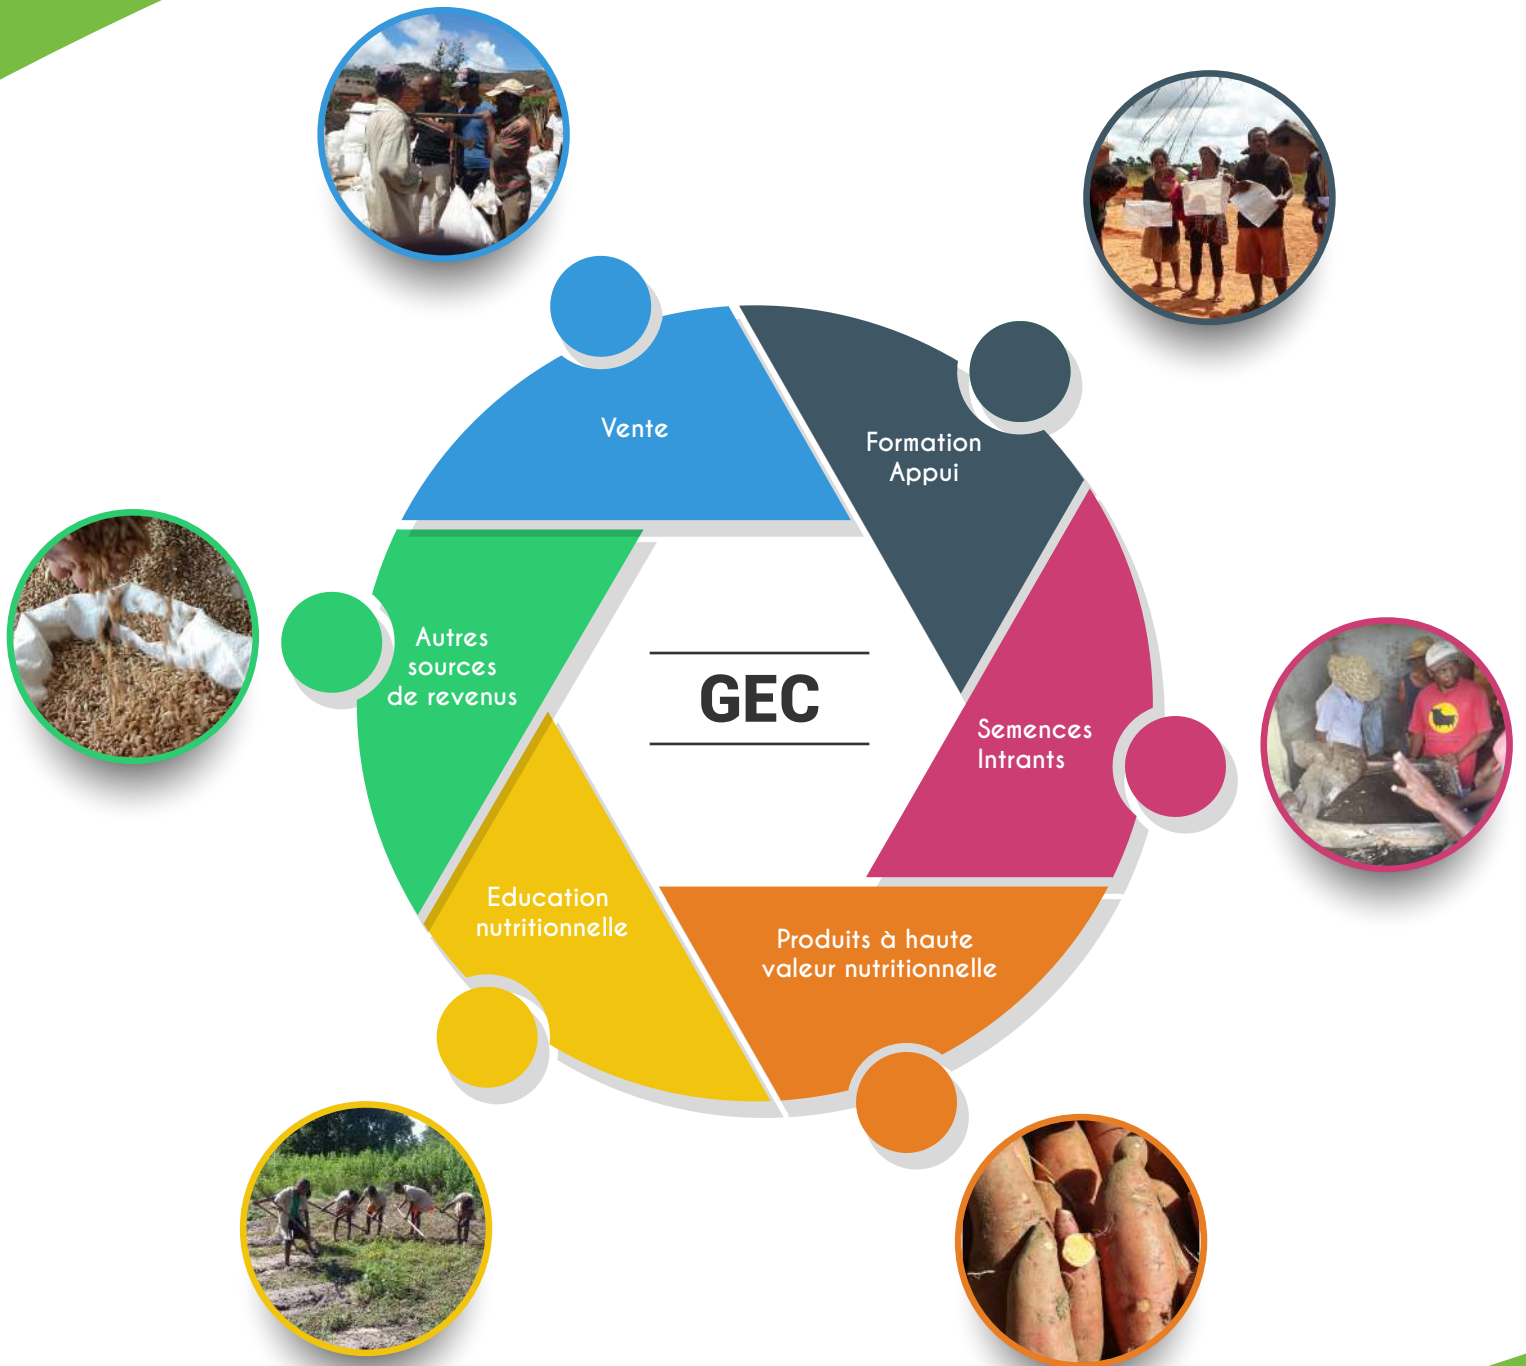 Vente
Formation
Appui
Autres
sources
de revenus
GEC
Semences
Intrants
Education
nutritionnelle
Produits à haute
valeur nutritionnelle